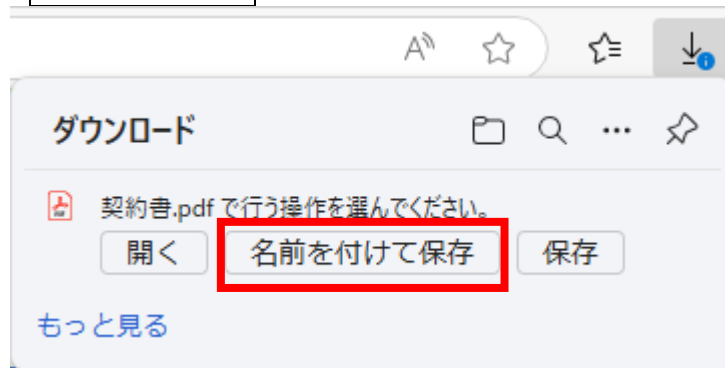 ダウンロード
契約書.pdf で行う操作を選んでください。
開く 名前を付けて保存 保存
もっと見る